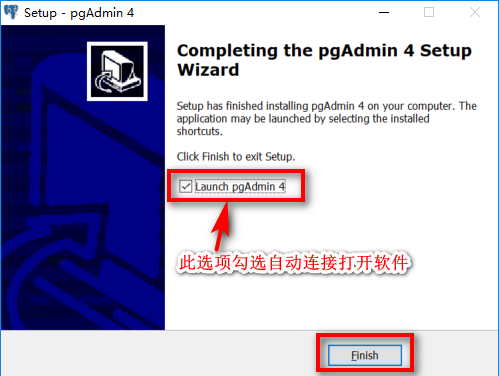 Setup - pgAdmin 4
Completing the pgAdmin 4 Setup
Wizard
Setup has finished installing pgAdmin 4 on your computer. The
application may be launched by selecting the installed
shortcuts.
Click Finish to exit Setup.
Launch pgAdmin 4
此选项勾选自动连接打开软件
Finish